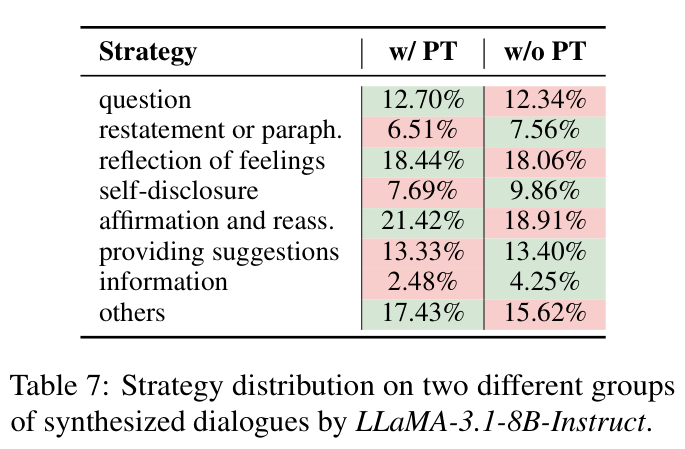 Strategy w/ PT w/o PT
question 12.70% 12.34%
restatement or paraph. 6.51% 7.56%
reflection of feelings 18.44% 18.06%
self-disclosure 7.69% 9.86%
affirmation and reass. 21.42% 18.91%
providing suggestions 13.33% 13.40%
information 2.48% 4.25%
others 17.43% 15.62%
Table 7: Strategy distribution on two different groups
of synthesized dialogues by LLaMA-3.1-8B-Instruct.